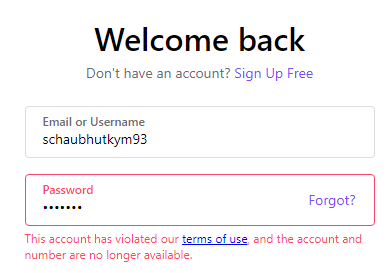 Welcome back
Don't have an account? Sign Up Free
Email or Username
schaubhutkym93
Password
•••••••
Forgot?
This account has violated our terms of use, and the account and
number are no longer available.